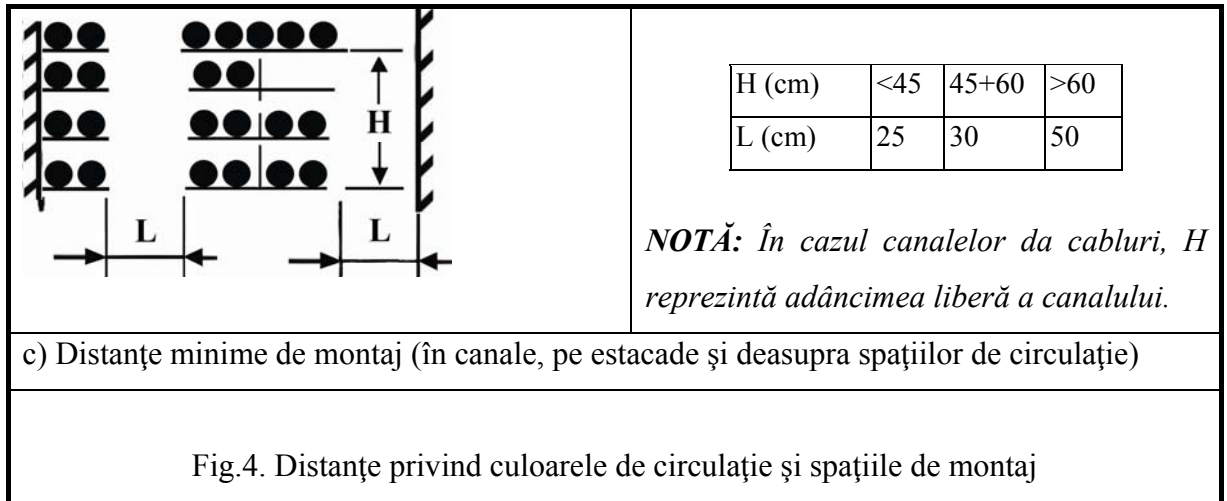 H
L
L
H (cm) <45 45+60 >60
L (cm) 25 30 50
NOTĂ: În cazul canalelor da cabluri, H
reprezintă adâncimea liberă a canalului.
c) Distanţe minime de montaj (în canale, pe estacade şi deasupra spaţiilor de circulaţie)
Fig.4. Distanţe privind culoarele de circulaţie şi spaţiile de montaj